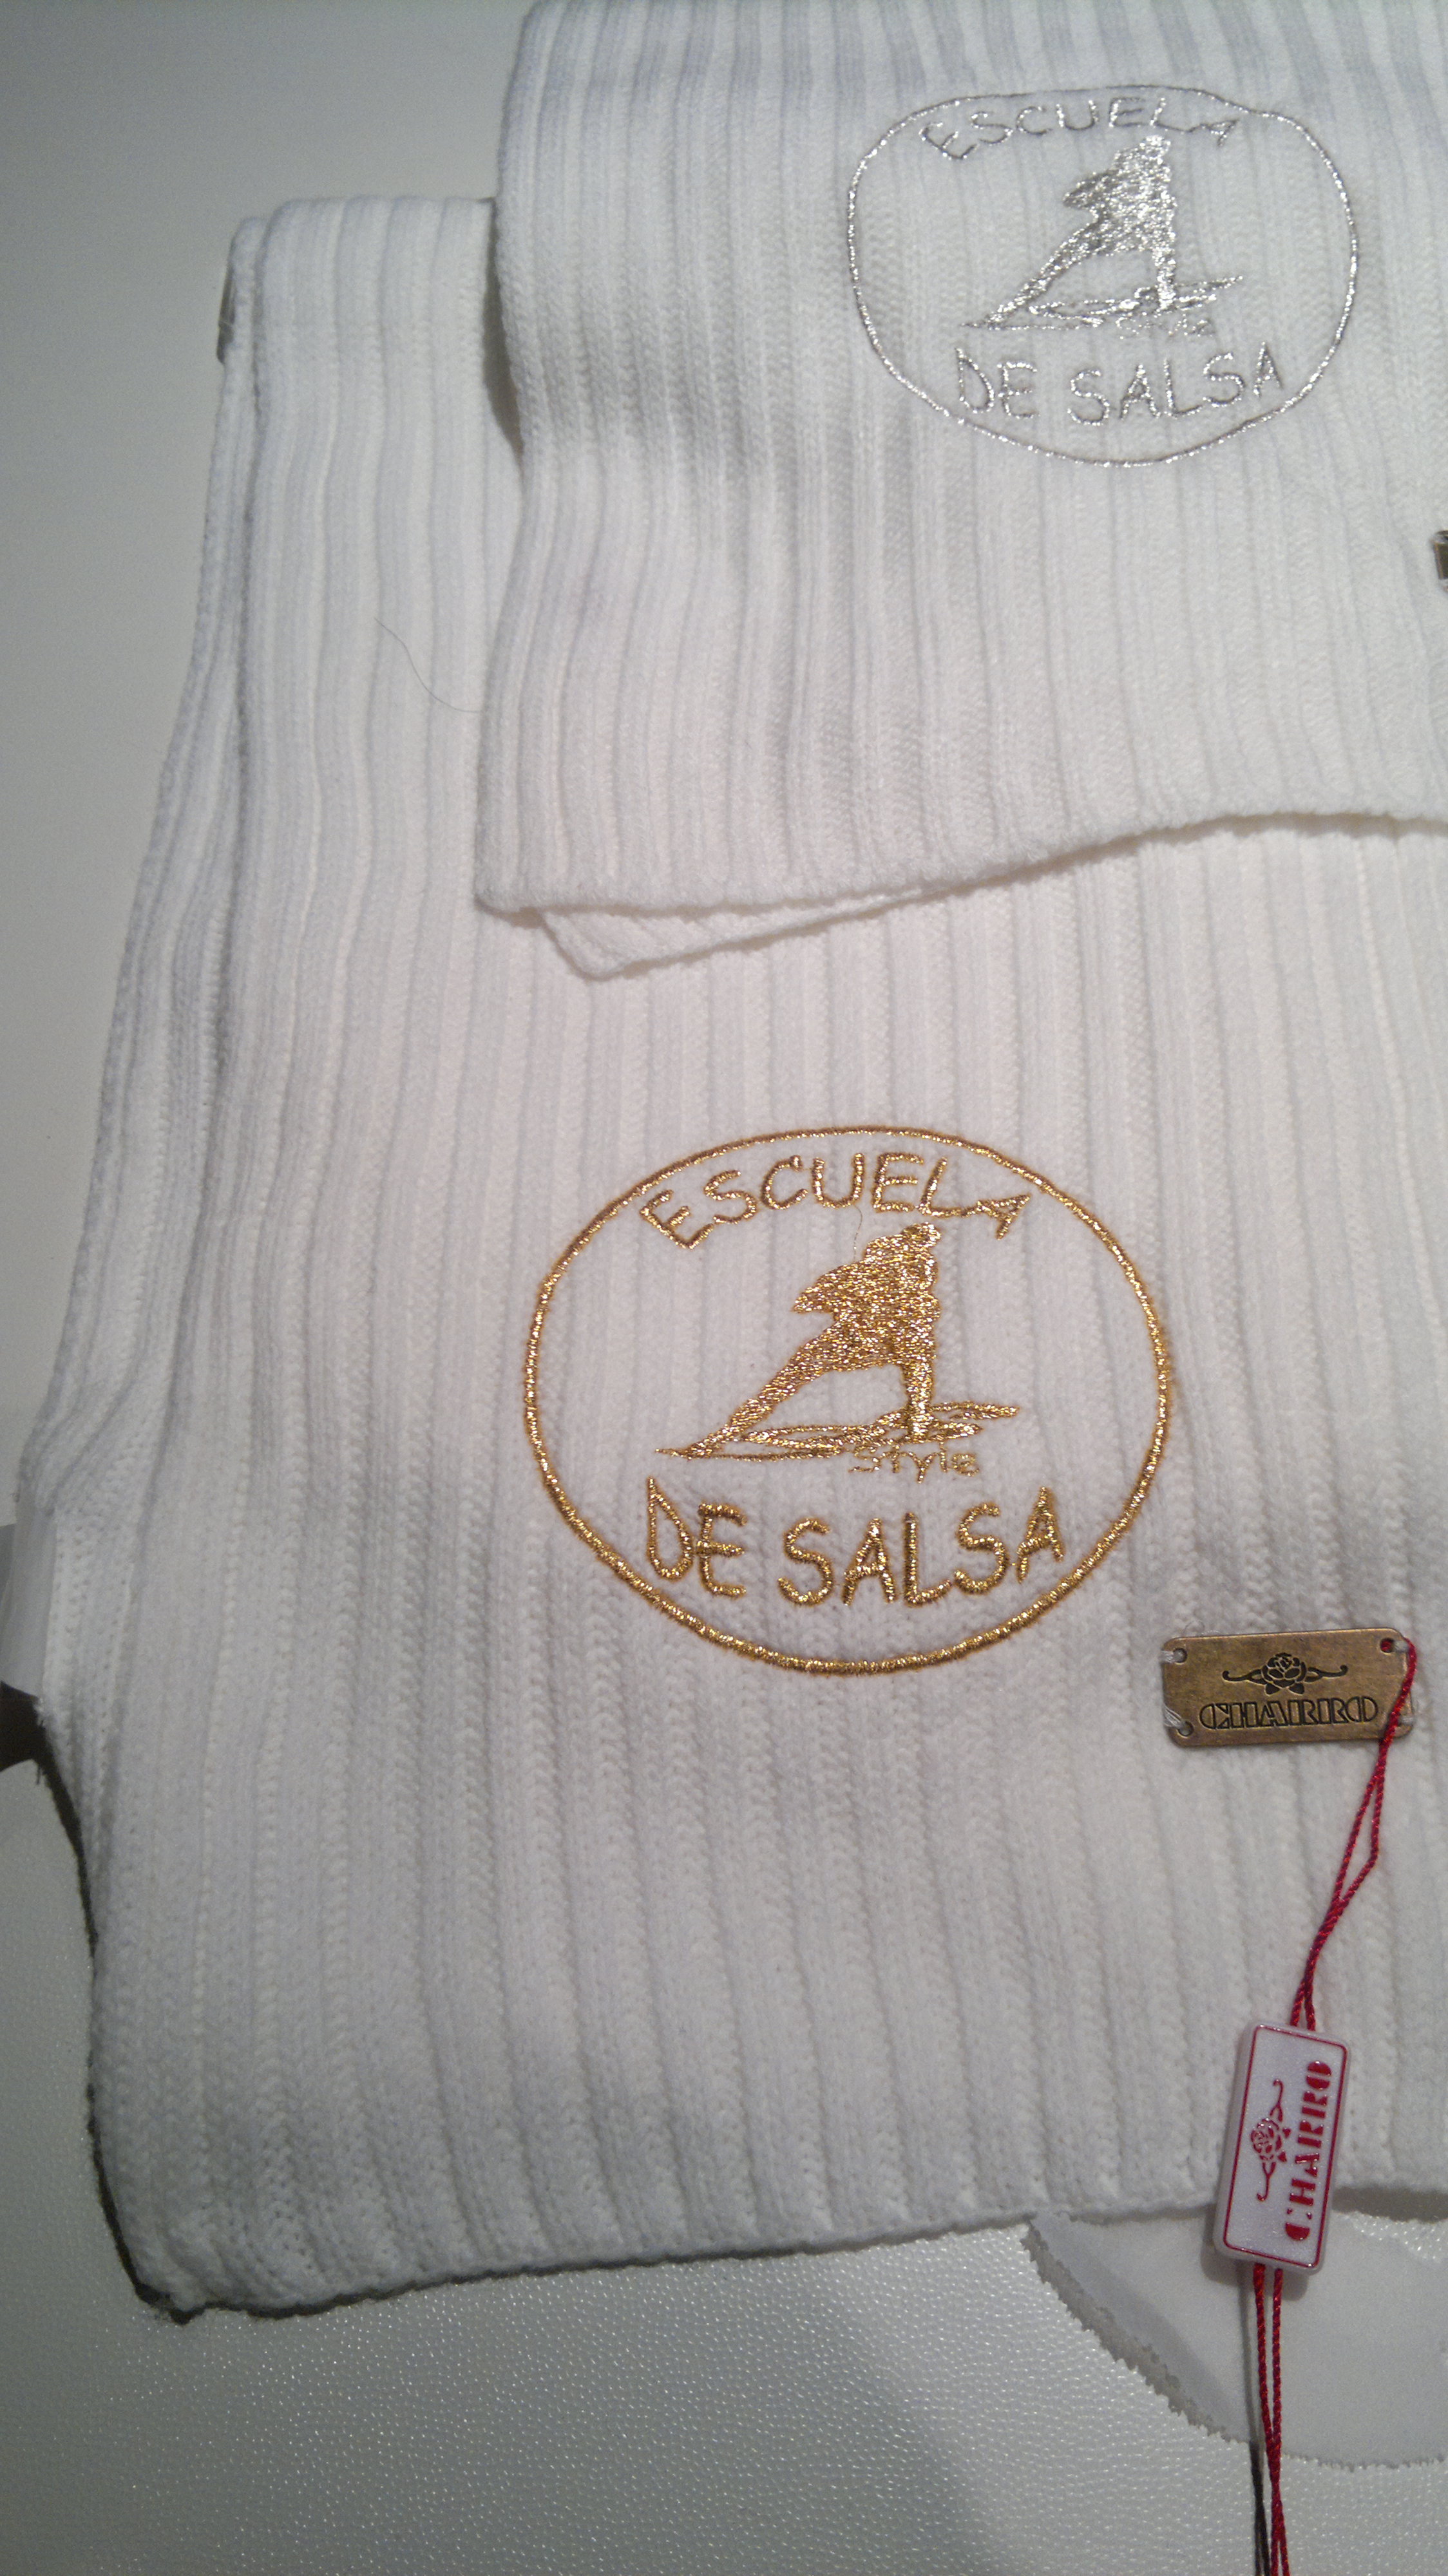 ESCUELA
DE SALSA
ESCUELA
Style
DE SALSA
CHARRO
CHARRO